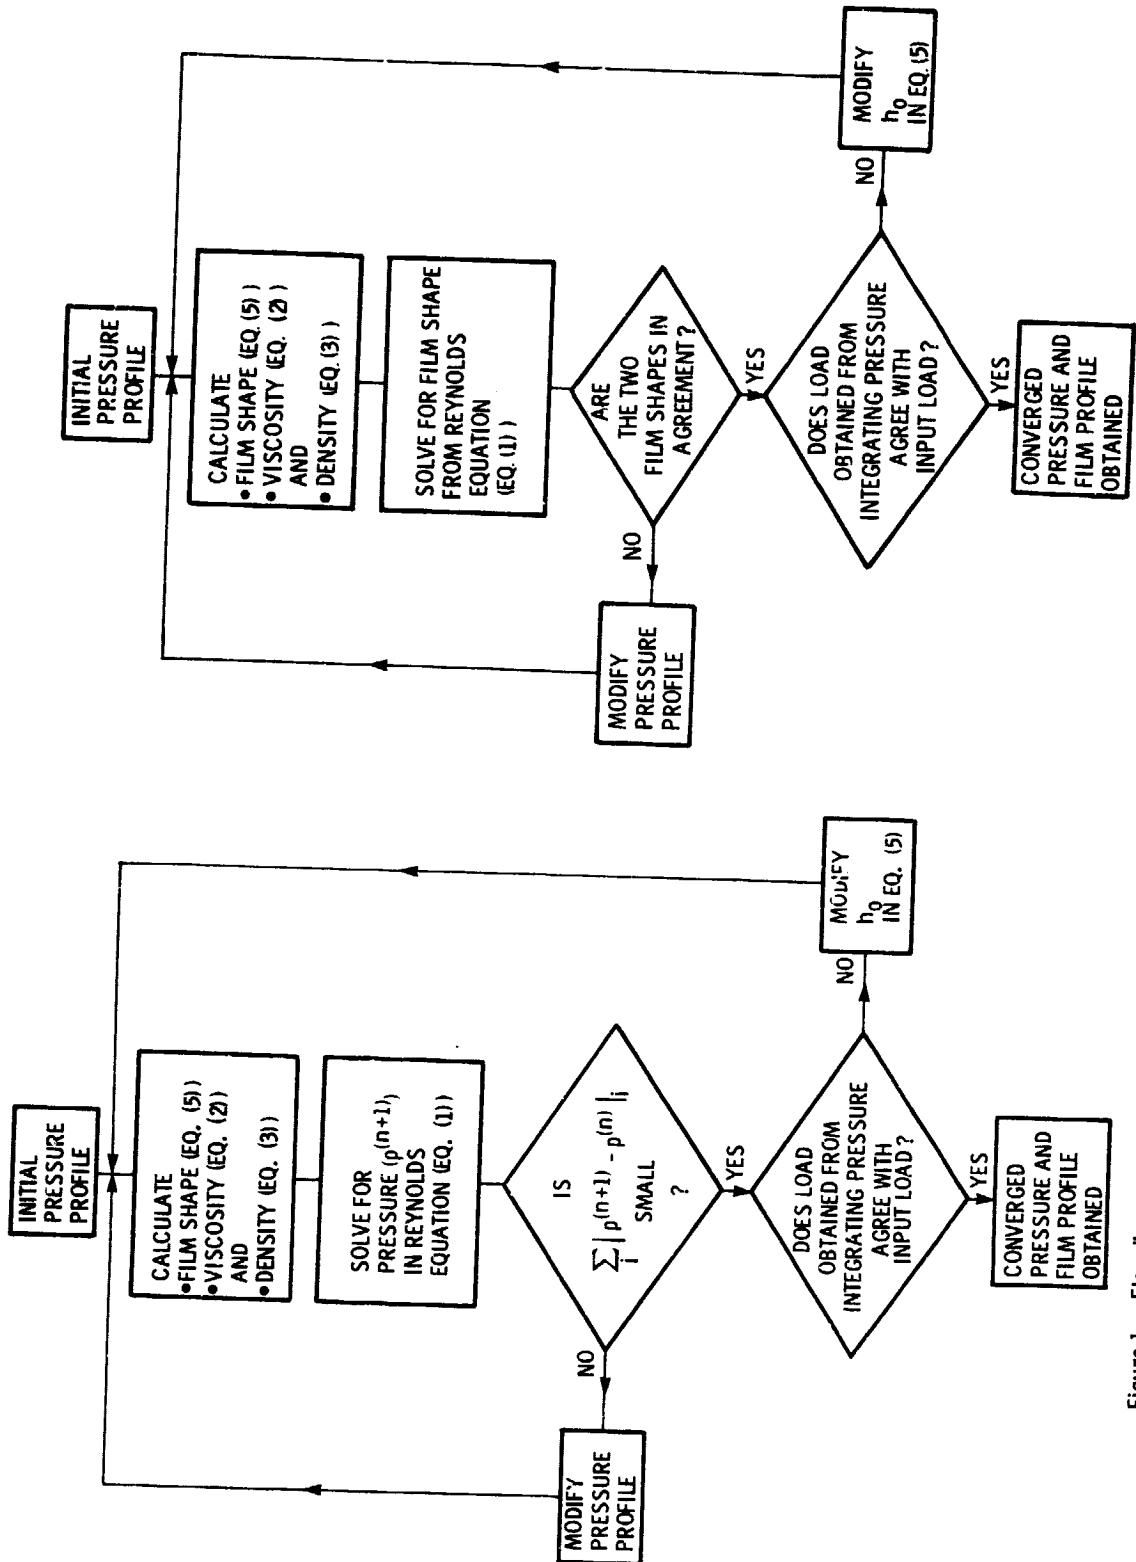 INITIAL
PRESSURE
PROFILE
CALCULATE
•FILM SHAPE (EQ. (5))
•VISCOSITY (EQ. (2))
AND
•DENSITY (EQ. (3))
SOLVE FOR
PRESSURE (p(n+1))
IN REYNOLDS
EQUATION (EQ. (1))
IS
∑i |p(n+1) - p(n)|i
SMALL
?
NO
MODIFY
PRESSURE
PROFILE
YES
DOES LOAD
OBTAINED FROM
INTEGRATING PRESSURE
AGREE WITH
INPUT LOAD?
NO
MODIFY
h0
IN EQ. (5)
YES
CONVERGED
PRESSURE AND
FILM PROFILE
OBTAINED
INITIAL
PRESSURE
PROFILE
CALCULATE
• FILM SHAPE (EQ. (5))
• VISCOSITY (EQ. (2))
AND
• DENSITY (EQ. (3))
SOLVE FOR FILM SHAPE
FROM REYNOLDS
EQUATION
(EQ. (1))
ARE
THE TWO
FILM SHAPES IN
AGREEMENT?
NO
MODIFY
PRESSURE
PROFILE
YES
DOES LOAD
OBTAINED FROM
INTEGRATING PRESSURE
AGREE WITH
INPUT LOAD?
NO
MODIFY
h0
IN EQ. (5)
YES
CONVERGED
PRESSURE AND
FILM PROFILE
OBTAINED
Figure 1.